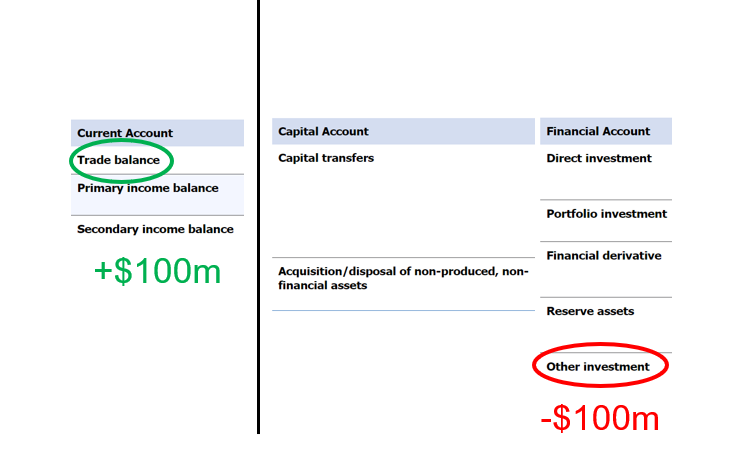 Current Account
Trade balance
Primary income balance
Secondary income balance
+$100m
Capital Account
Capital transfers
Acquisition/disposal of non-produced, non-
financial assets
Financial Account
Direct investment
Portfolio investment
Financial derivative
Reserve assets
Other investment
-$100m